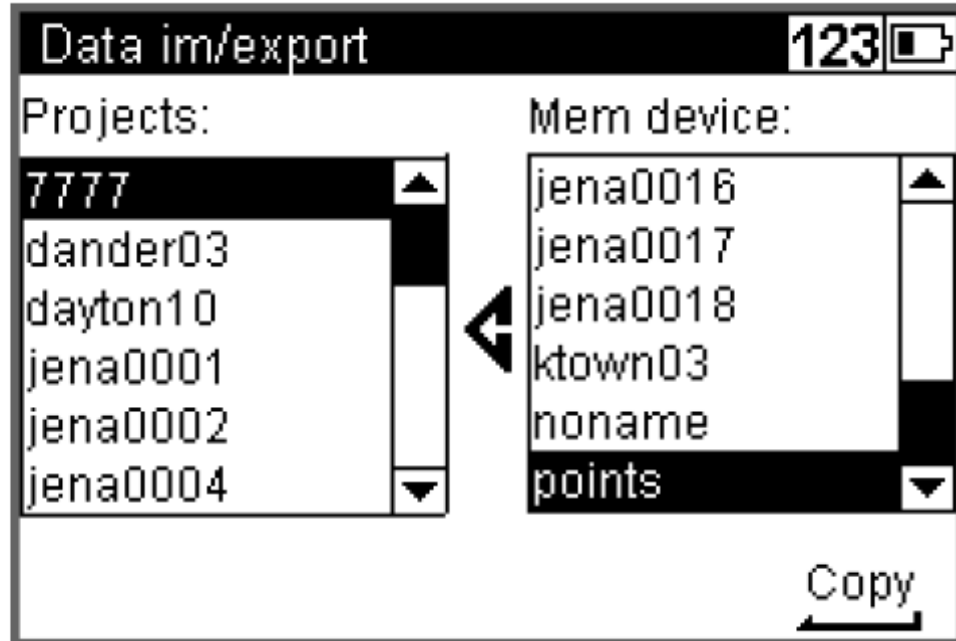 Data im/export 123
Projects:
7777
dander03
dayton10
jena0001
jena0002
jena0004
Mem device:
jena0016
jena0017
jena0018
ktown03
noname
points
Copy